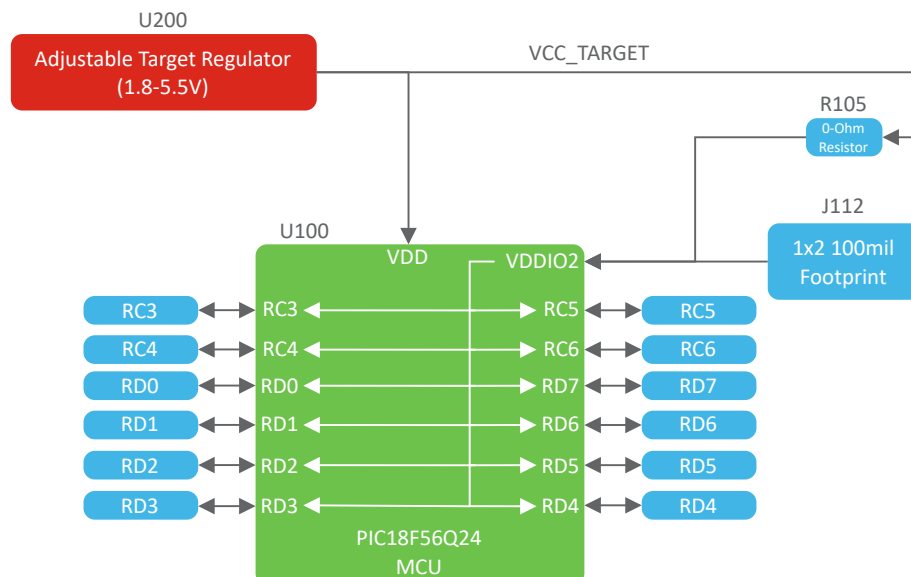 U200
Adjustable Target Regulator
(1.8-5.5V)
VCC_TARGET
R105
0-Ohm
Resistor
J112
1x2 100mil
Footprint
U100
VDD
VDDIO2
RC3
RC3
RC5
RC5
RC4
RC4
RC6
RC6
RD0
RD0
RD7
RD7
RD1
RD1
RD6
RD6
RD2
RD2
RD5
RD5
RD3
RD3
RD4
RD4
PIC18F56Q24
MCU